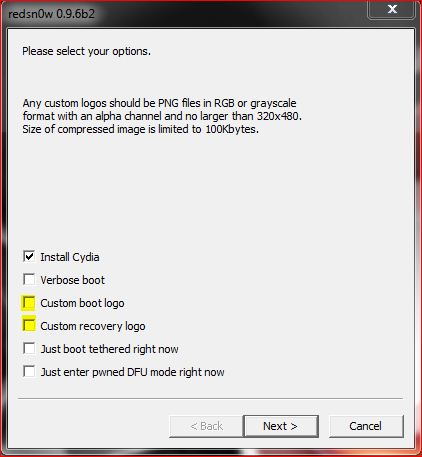 redsn0w 0.9.6b2
Please select your options.
Any custom logos should be PNG files in RGB or grayscale
format with an alpha channel and no larger than 320x480.
Size of compressed image is limited to 100Kbytes.
Install Cydia
Verbose boot
Custom boot logo
Custom recovery logo
Just boot tethered right now
Just enter pwned DFU mode right now
< Back
Next >
Cancel